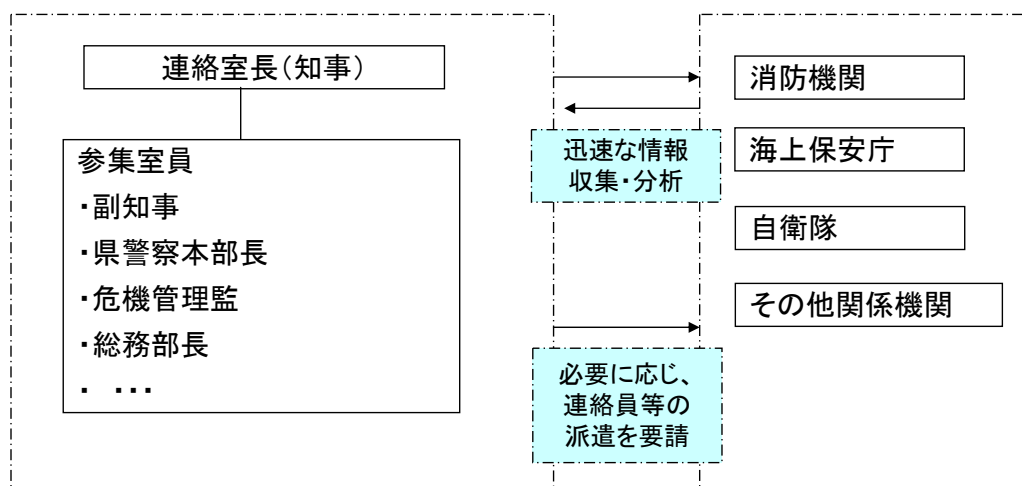 連絡室長(知事)
参集室員
・副知事
・県警察本部長
・危機管理監
・総務部長
・ ・・・
迅速な情報
収集・分析
必要に応じ、
連絡員等の
派遣を要請
消防機関
海上保安庁
自衛隊
その他関係機関